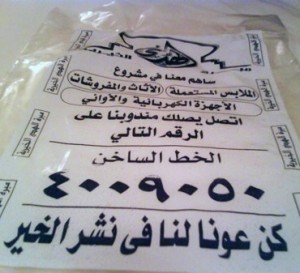 ساهم معنا في مشروع
الملابس المستعملة الأثاث والمفروشات
الأجهزة الكهربائية والأواني
اتصل يصلك مندوبنا على
الرقم التالي
الخط الساخن
٤٠٠٩٠٥٠
كن عونا لنا فى نشر الخير